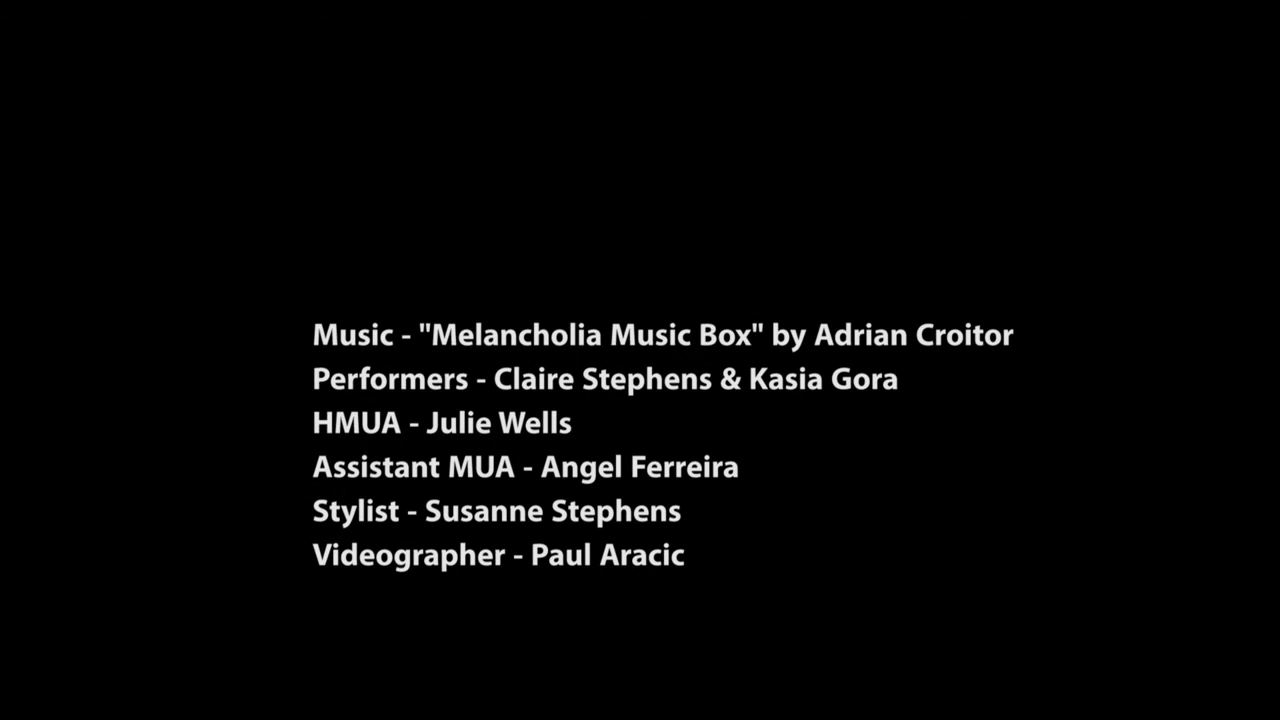 Music - "Melancholia Music Box" by Adrian Croitor
Performers - Claire Stephens & Kasia Gora
HMUA - Julie Wells
Assistant MUA - Angel Ferreira
Stylist - Susanne Stephens
Videographer - Paul Aracic